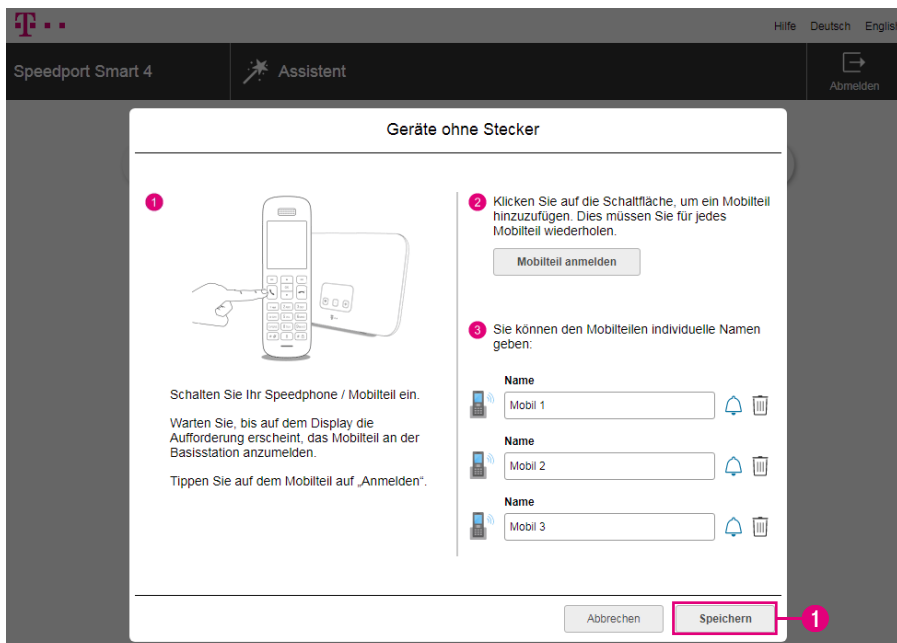 T
Hilfe Deutsch Englis
Speedport Smart 4
Assistent
Abmelden
Geräte ohne Stecker
1
Schalten Sie Ihr Speedphone / Mobilteil ein.
Warten Sie, bis auf dem Display die
Aufforderung erscheint, das Mobilteil an der
Basisstation anzumelden.
Tippen Sie auf dem Mobilteil auf „Anmelden“.
2
Klicken Sie auf die Schaltfläche, um ein Mobilteil
hinzuzufügen. Dies müssen Sie für jedes
Mobilteil wiederholen.
Mobilteil anmelden
3
Sie können den Mobilteilen individuelle Namen
geben:
Name
Mobil 1
Name
Mobil 2
Name
Mobil 3
Abbrechen
Speichern
1